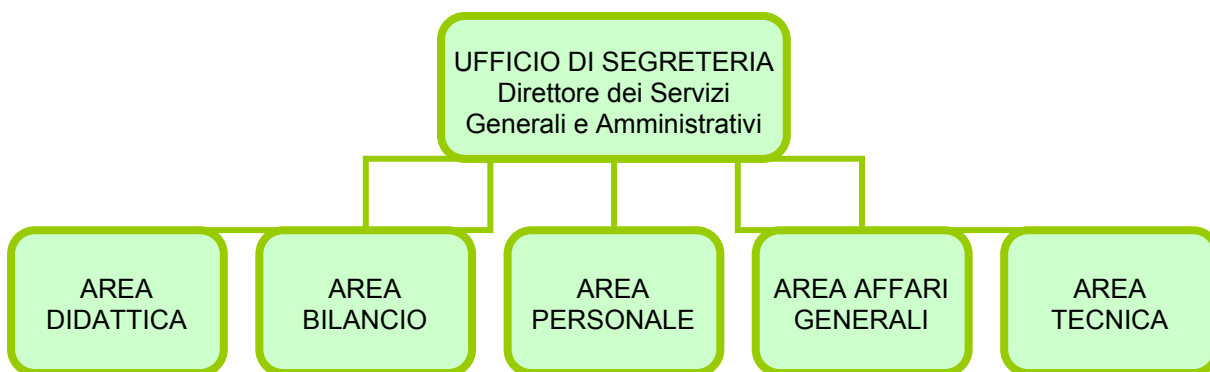 UFFICIO DI SEGRETERIA
Direttore dei Servizi
Generali e Amministrativi
AREA
DIDATTICA
AREA
BILANCIO
AREA
PERSONALE
AREA AFFARI
GENERALI
AREA
TECNICA